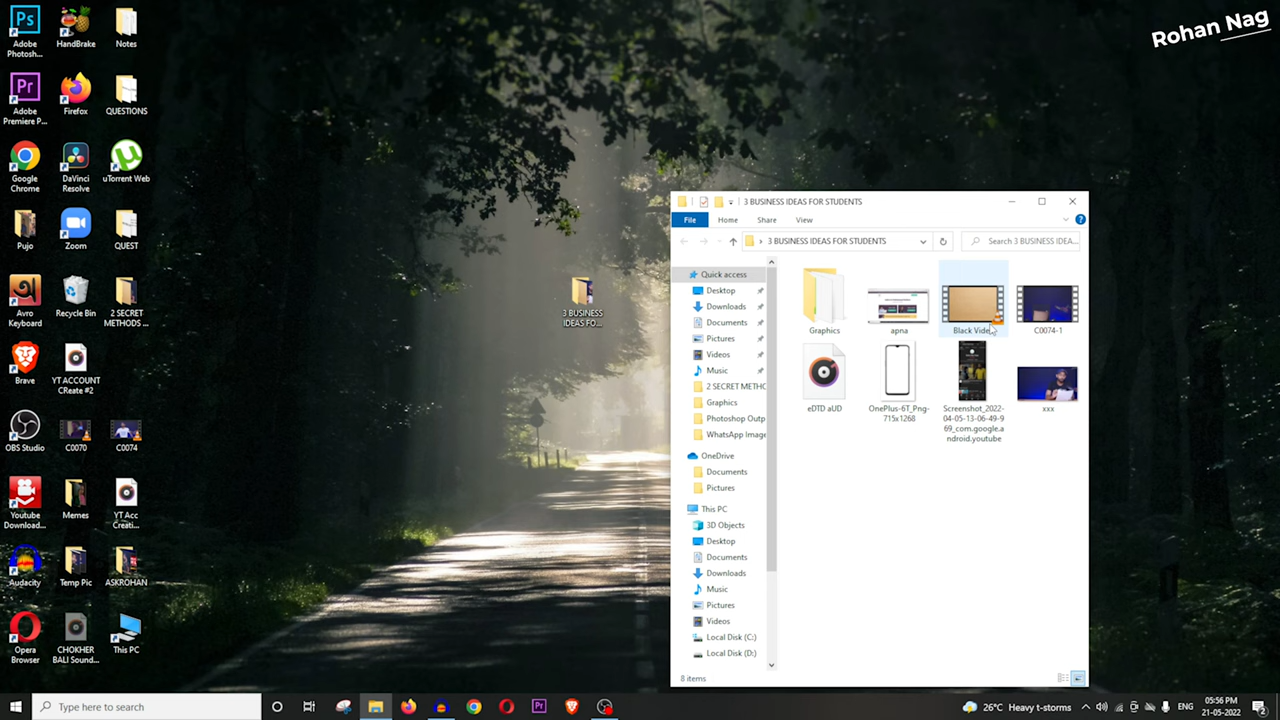 Rohan Nag
Adobe
Photosh...
HandBrake
Notes
Adobe
Premiere P...
Firefox
QUESTIONS
Google
Chrome
DaVinci
Resolve
uTorrent Web
Pujo
Zoom
QUEST
Avro
Keyboard
Recycle Bin
2 SECRET
METHODS ...
Brave
YT ACCOUNT
CReate #2
OBS Studio
C0070
C0074
Youtube
Download...
Memes
YT Acc
Creati...
Audacity
Temp Pic
ASKROHAN
Opera
Browser
CHOKHER
BALI Sound...
This PC
3 BUSINESS
IDEAS FO...
3 BUSINESS IDEAS FOR STUDENTS
File Home Share View
3 BUSINESS IDEAS FOR STUDENTS
Search 3 BUSINESS IDEA...
Quick access
Desktop
Downloads
Documents
Pictures
Videos
Music
2 SECRET METHC
Graphics
Photoshop Outp
WhatsApp Image
OneDrive
Documents
Pictures
This PC
3D Objects
Desktop
Documents
Downloads
Music
Pictures
Videos
Local Disk (C:)
Local Disk (D:)
Graphics
apna
Black
C0074-1
eDTD aUD
OnePlus-6T_Png-
715x1268
Screenshot_2022-
04-05-13-06-49-9
69_com.google.a
ndroid.youtube
xxx
8 items
Type here to search
26°C Heavy t-storms
ENG
05:56 PM
21-05-2022
2